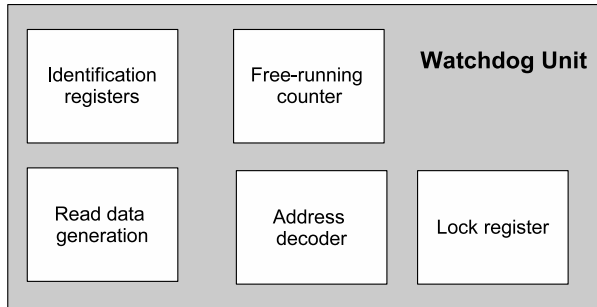 Identification
registers
Free-running
counter
Watchdog Unit
Read data
generation
Address
decoder
Lock register